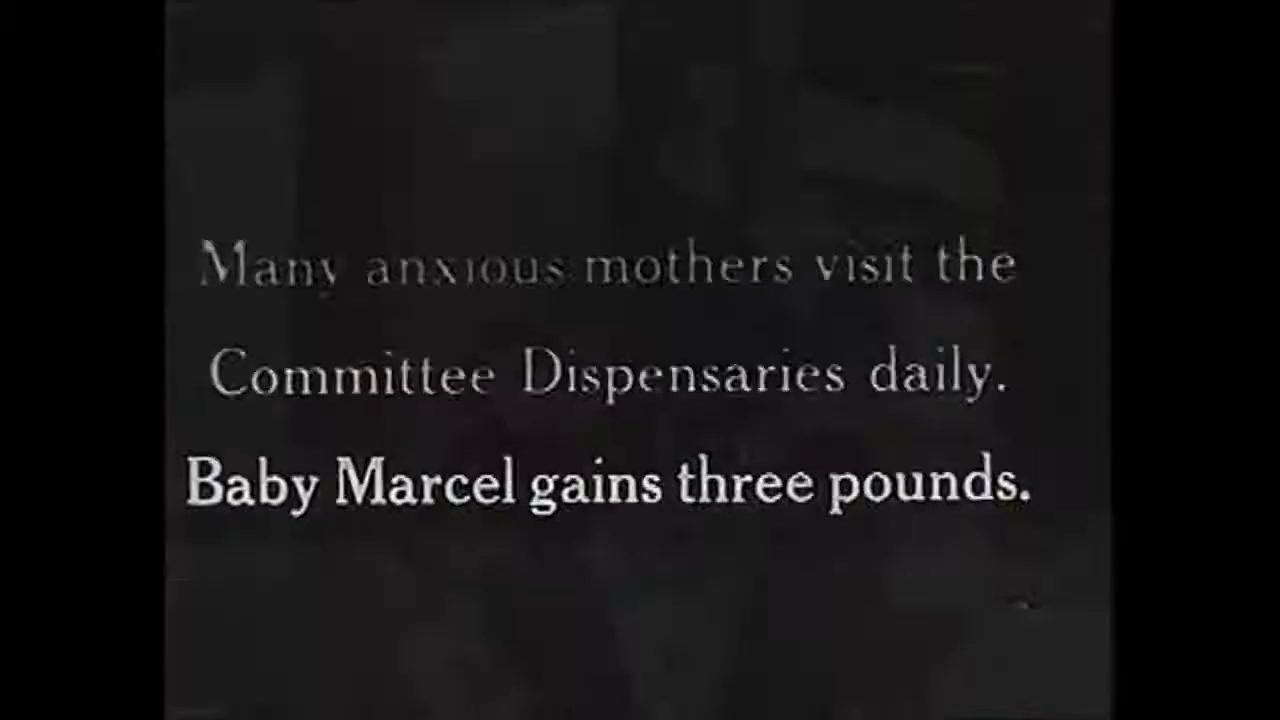 Many anxious mothers visit the
Committee Dispensaries daily.
Baby Marcel gains three pounds.